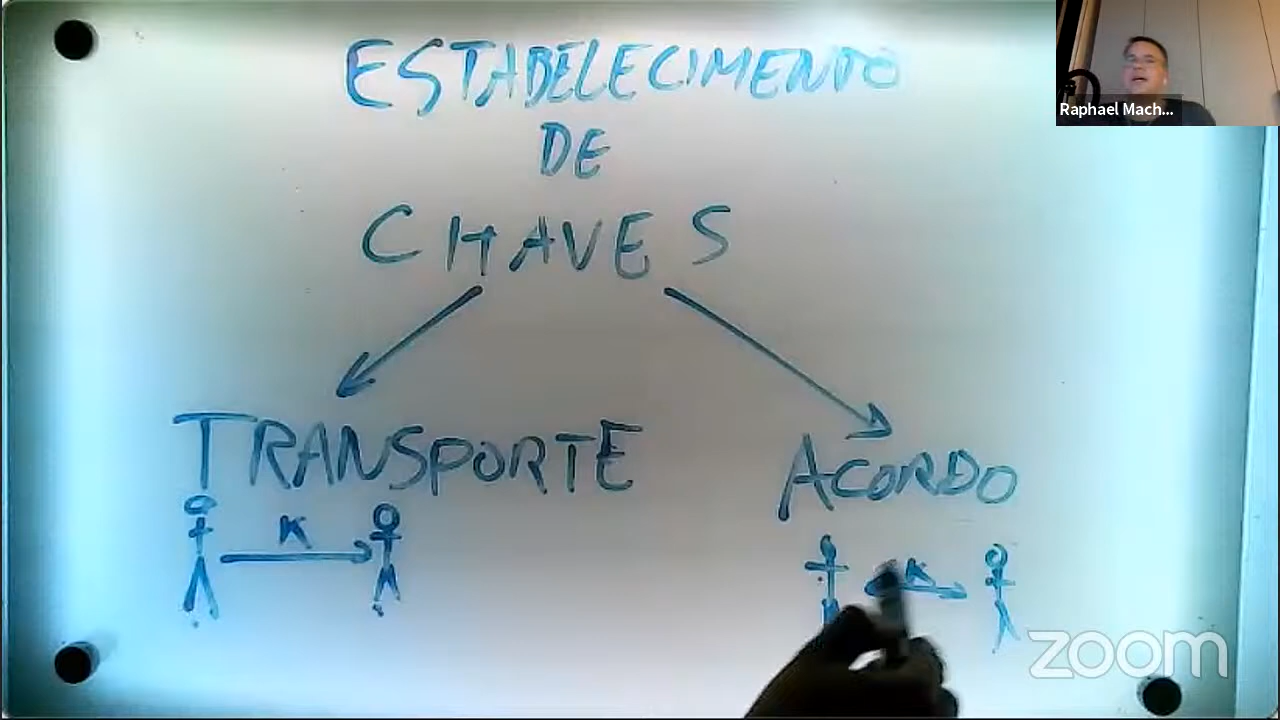 ESTABELECIMENTO
DE
CHAVES
TRANSPORTE
ACORDO
K
K
Raphael Mach...
zoom